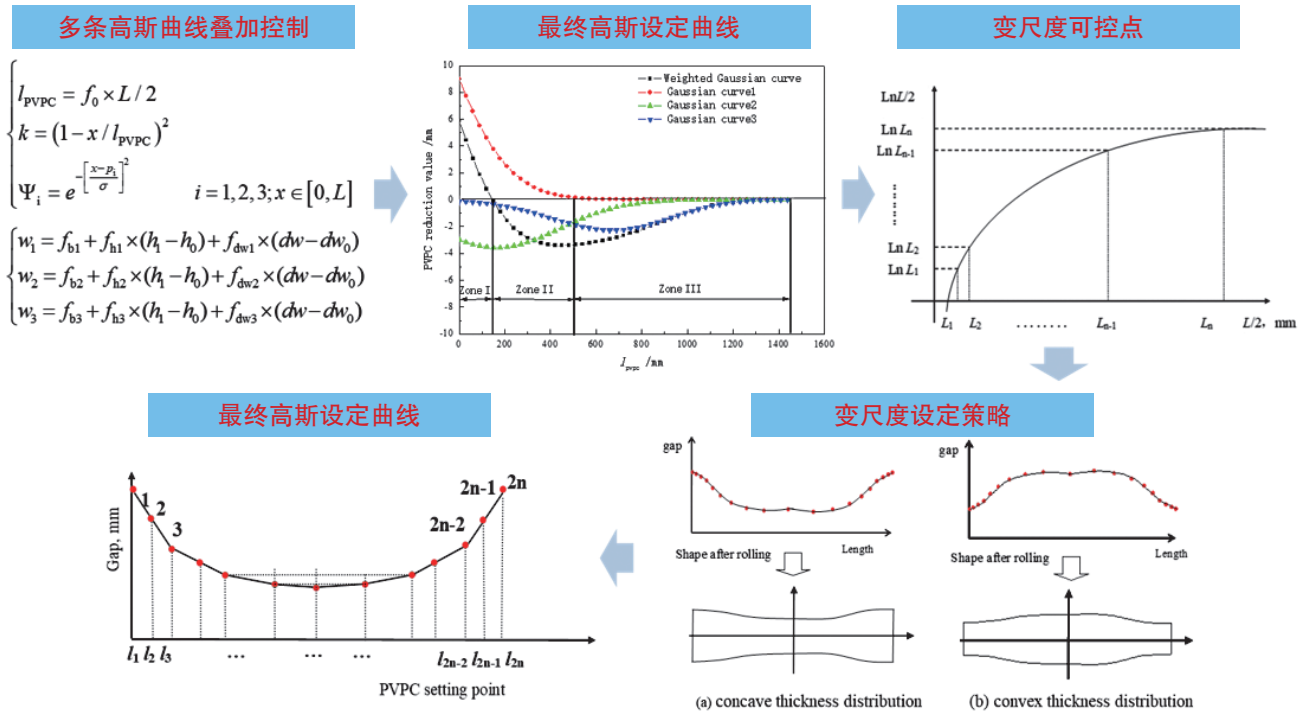 多条高斯曲线叠加控制
l_PVPC = f_0 × L / 2
k = (1 − x / l_PVPC)^2
Ψ_i = e^{−[(x−p_i)/σ]^2} i = 1,2,3; x ∈ [0, L]
w_1 = f_b1 + f_h1 × (h_1 − h_0) + f_dw1 × (dw − dw_0)
w_2 = f_b2 + f_h2 × (h_1 − h_0) + f_dw2 × (dw − dw_0)
w_3 = f_b3 + f_h3 × (h_1 − h_0) + f_dw3 × (dw − dw_0)
最终高斯设定曲线
PVPC reduction value /mm
10
8
6
4
2
0
-2
-4
-6
-8
-10
Weighted Gaussian curve
Gaussian curve1
Gaussian curve2
Gaussian curve3
Zone I
Zone II
Zone III
0 200 400 600 800 1000 1200 1400 1600
l_pvpc /mm
变尺度可控点
LnL/2
Ln L_n
Ln L_n-1
Ln L_2
Ln L_1
L_1 L_2 ........ L_n-1 L_n L/2, mm
最终高斯设定曲线
Gap, mm
1
2
3
2n-2
2n-1
2n
l_1 l_2 l_3 ... ... ... l_2n-2 l_2n-1 l_2n
PVPC setting point
变尺度设定策略
gap
Shape after rolling
Length
(a) concave thickness distribution
gap
Shape after rolling
Length
(b) convex thickness distribution